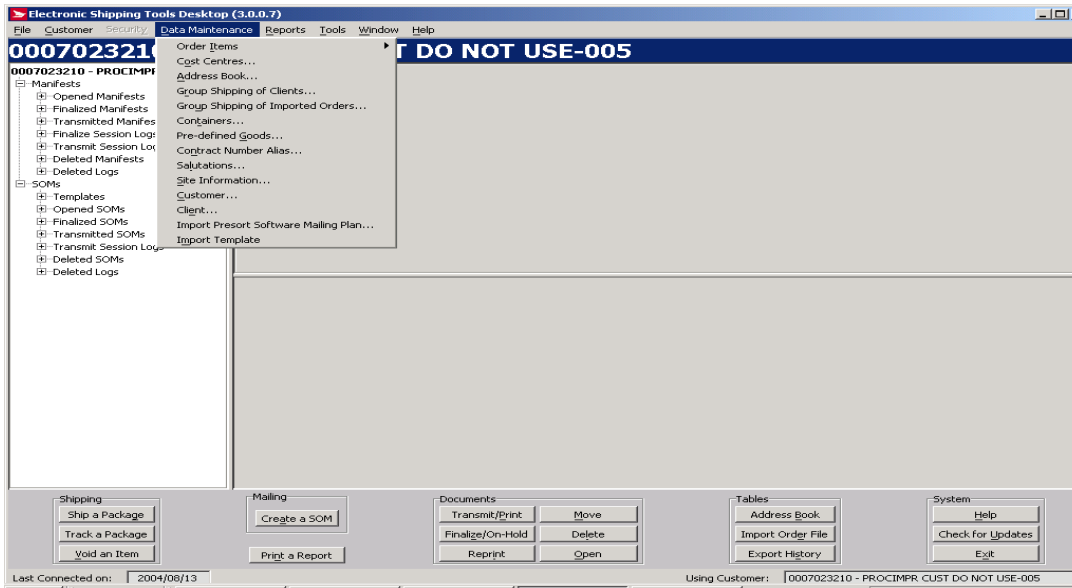 Electronic Shipping Tools Desktop (3.0.0.7)
File Customer Security Data Maintenance Reports Tools Window Help
0007023210 T DO NOT USE-005
0007023210 - PROCIMPR
Manifests
Opened Manifests
Finalized Manifests
Transmitted Manifes
Finalize Session Logs
Transmit Session Log
Deleted Manifests
Deleted Logs
SOMs
Templates
Opened SOMs
Finalized SOMs
Transmitted SOMs
Transmit Session Logs
Deleted SOMs
Deleted Logs
Order Items
Cost Centres...
Address Book...
Group Shipping of Clients...
Group Shipping of Imported Orders...
Containers...
Pre-defined Goods...
Contract Number Alias...
Salutations...
Site Information...
Customer...
Client...
Import Presort Software Mailing Plan...
Import Template
Shipping
Ship a Package
Track a Package
Void an Item
Mailing
Create a SOM
Print a Report
Documents
Transmit/Print Move
Finalize/On-Hold Delete
Reprint Open
Tables
Address Book
Import Order File
Export History
System
Help
Check for Updates
Exit
Last Connected on: 2004/08/13
Using Customer: 0007023210 - PROCIMPR CUST DO NOT USE-005